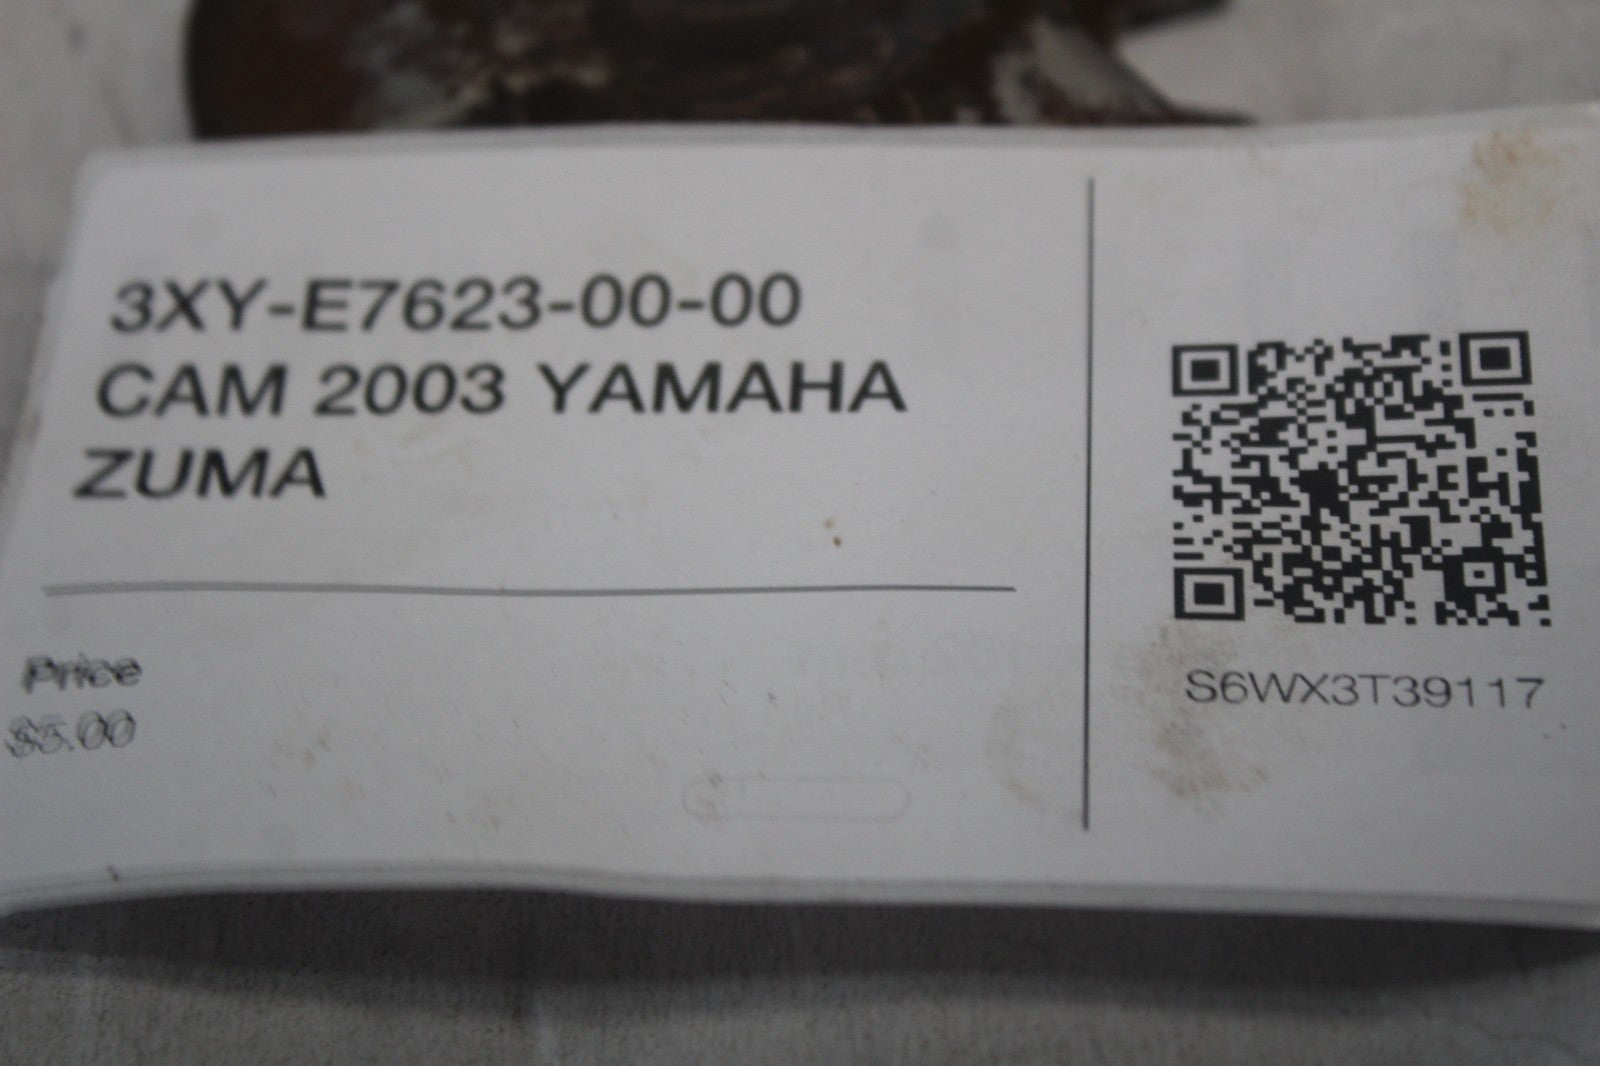 3XY-E7623-00-00
CAM 2003 YAMAHA
ZUMA
Price
$5.00
S6WX3T39117